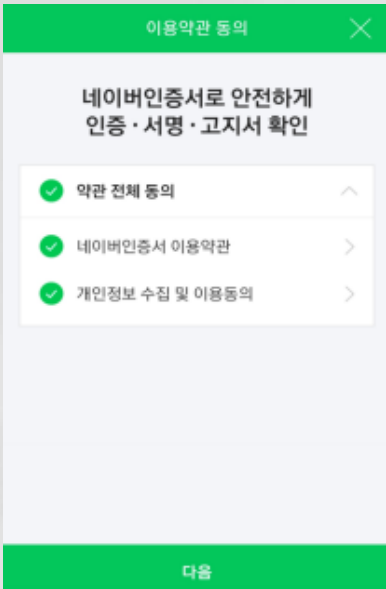 이용약관 동의
네이버인증서로 안전하게
인증 · 서명 · 고지서 확인
약관 전체 동의
네이버인증서 이용약관
개인정보 수집 및 이용동의
다음